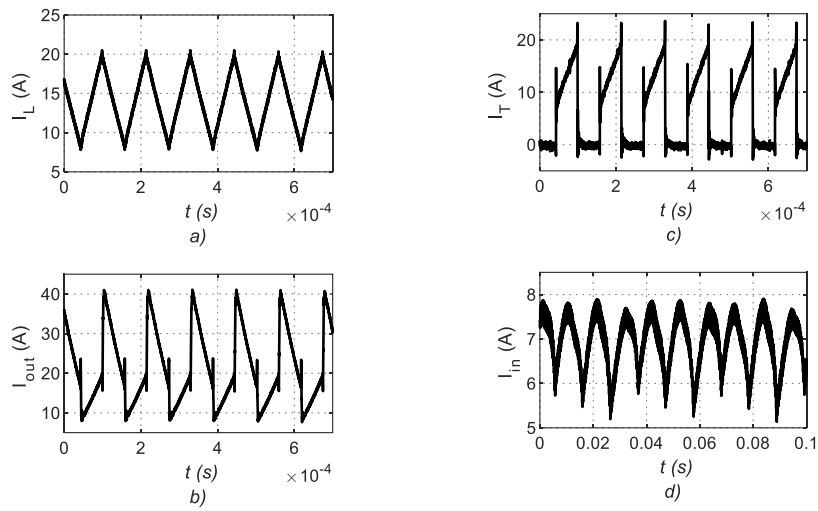 25
20
15
10
5
I_L (A)
0 2 4 6
×10^-4
t (s)
a)
20
10
0
I_T (A)
0 2 4 6
×10^-4
t (s)
c)
40
30
20
10
I_out (A)
0 2 4 6
×10^-4
t (s)
b)
8
7
6
5
I_in (A)
0 0.02 0.04 0.06 0.08 0.1
t (s)
d)